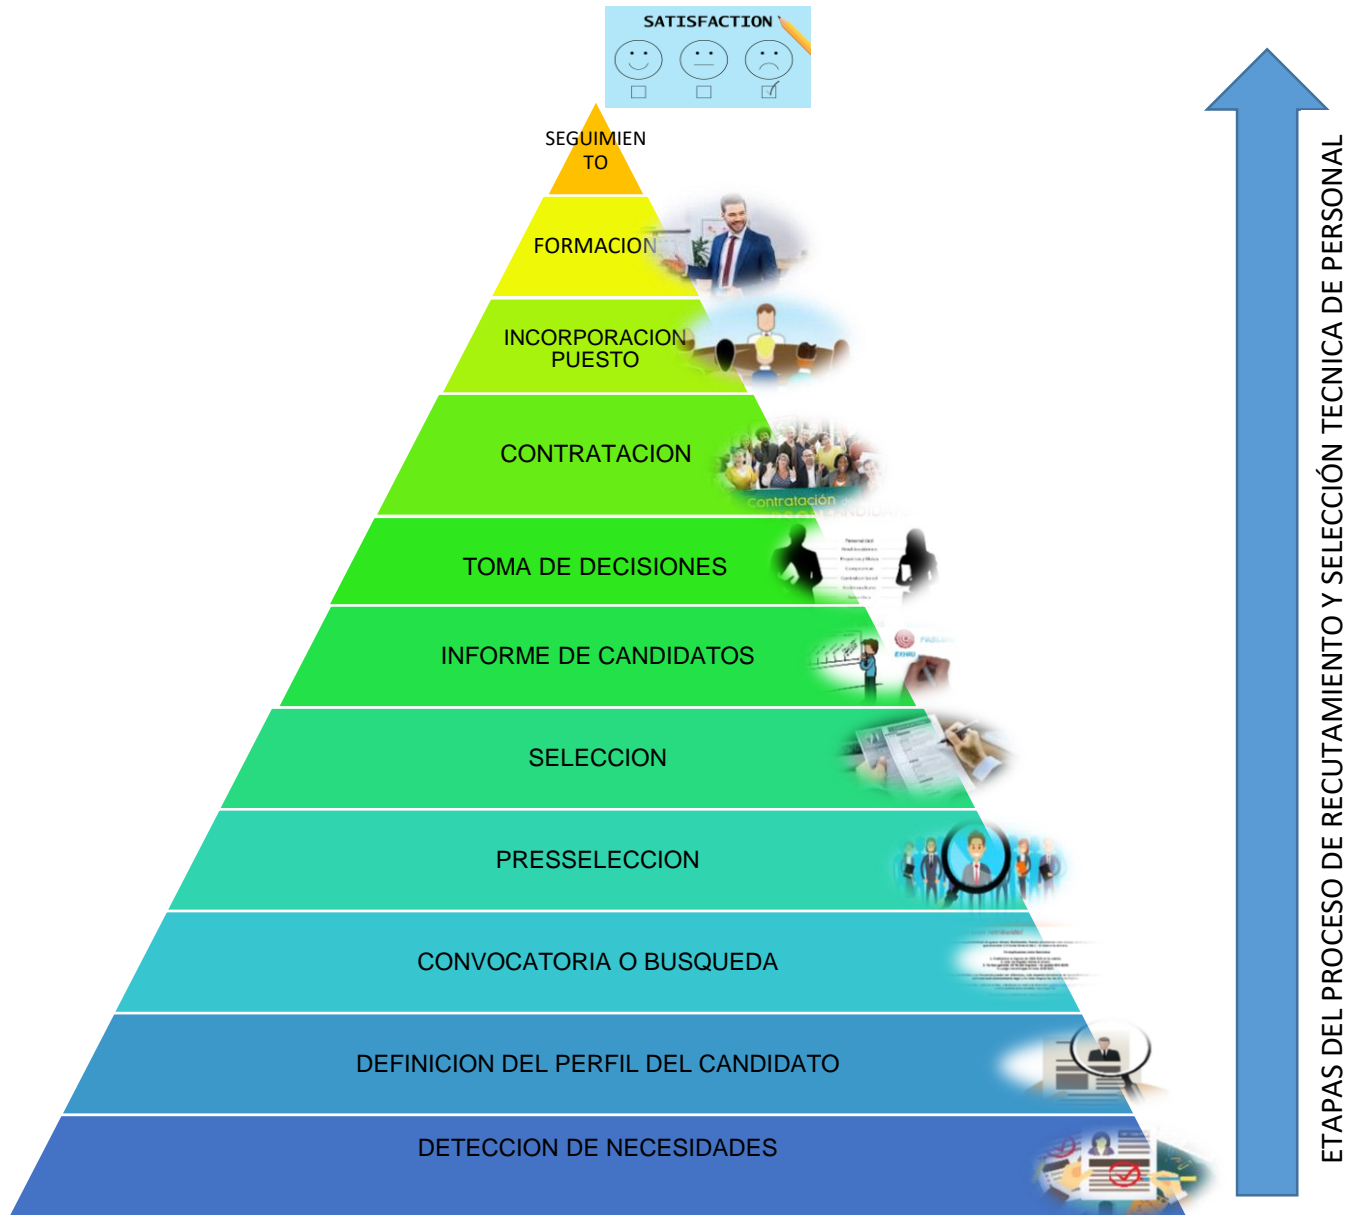 SATISFACTION
SEGUIMIEN
TO
FORMACION
INCORPORACION
PUESTO
CONTRATACION
Contratación
TOMA DE DECISIONES
Personalidad
INFORME DE CANDIDATOS
SELECCION
PRESSELECCION
CONVOCATORIA O BUSQUEDA
DEFINICION DEL PERFIL DEL CANDIDATO
DETECCION DE NECESIDADES
ETAPAS DEL PROCESO DE RECUTAMIENTO Y SELECCIÓN TECNICA DE PERSONAL